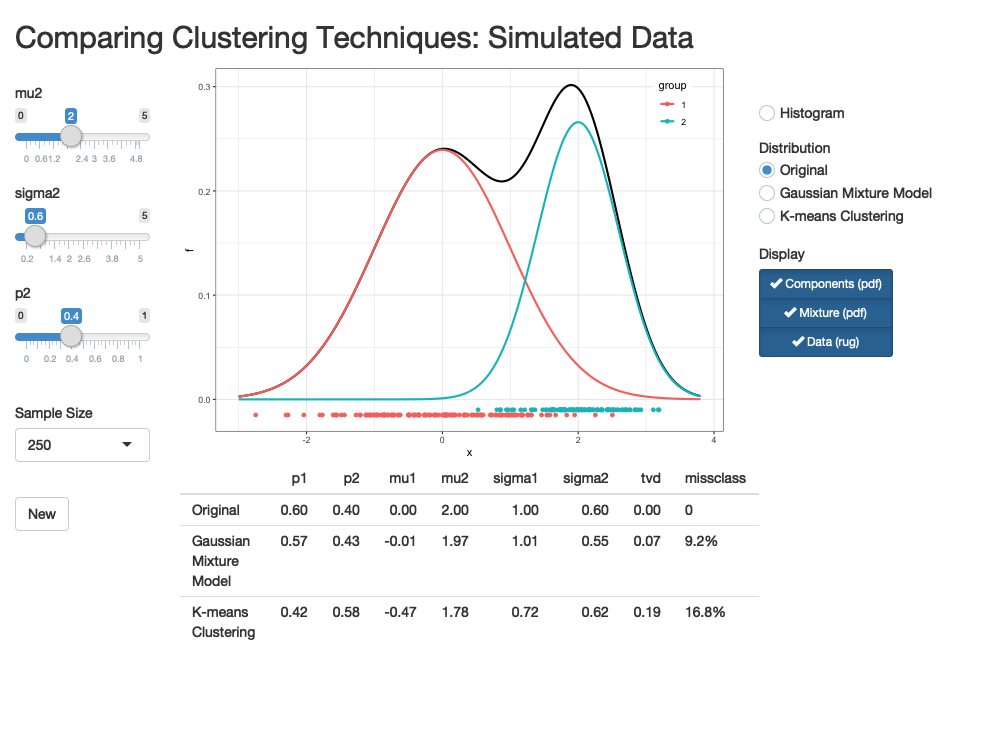 Comparing Clustering Techniques: Simulated Data
mu2
0 2 5
0 0.6 1.2 2.4 3 3.6 4.8
sigma2
0.6 5
0.2 1.4 2 2.6 3.8 5
p2
0 0.4 1
0 0.2 0.4 0.6 0.8 1
Sample Size
250
New
0.3
0.2
0.1
0.0
f
-2 0 2 4
x
group
1
2
Histogram
Distribution
Original
Gaussian Mixture Model
K-means Clustering
Display
Components (pdf)
Mixture (pdf)
Data (rug)
p1 p2 mu1 mu2 sigma1 sigma2 tvd missclass
Original 0.60 0.40 0.00 2.00 1.00 0.60 0.00 0
Gaussian 0.57 0.43 -0.01 1.97 1.01 0.55 0.07 9.2%
Mixture
Model
K-means 0.42 0.58 -0.47 1.78 0.72 0.62 0.19 16.8%
Clustering